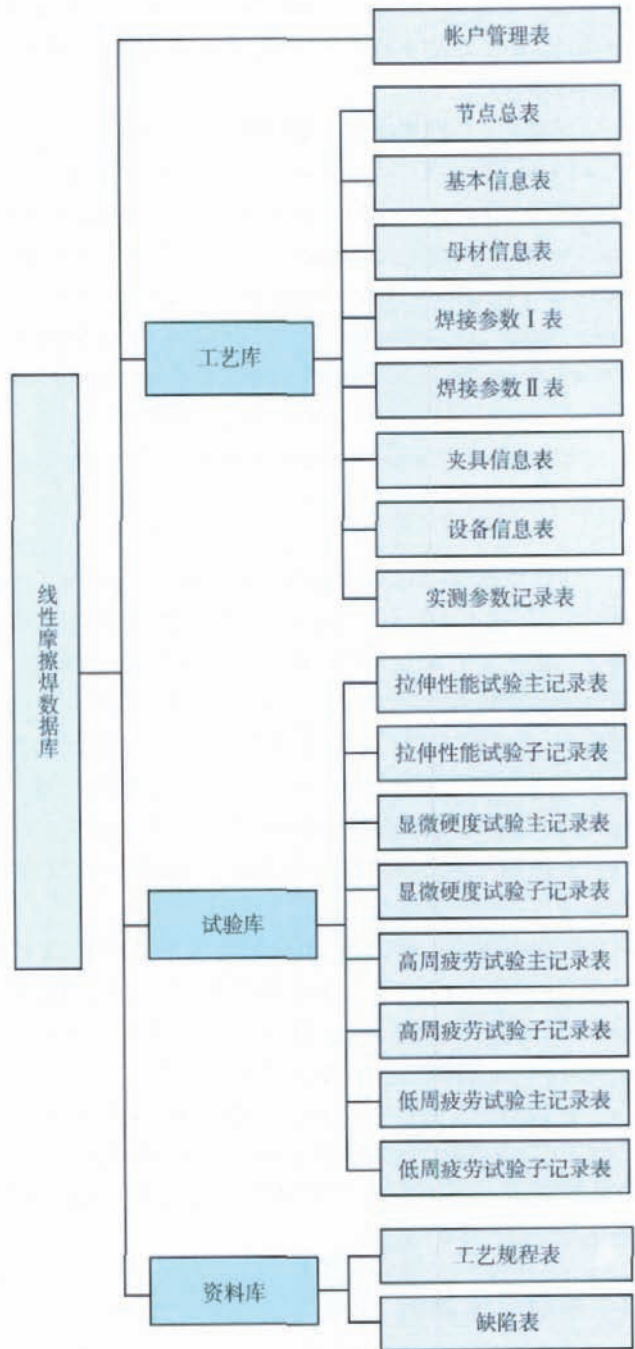 线性摩擦焊数据库
帐户管理表
工艺库
节点总表
基本信息表
母材信息表
焊接参数Ⅰ表
焊接参数Ⅱ表
夹具信息表
设备信息表
实测参数记录表
试验库
拉伸性能试验主记录表
拉伸性能试验子记录表
显微硬度试验主记录表
显微硬度试验子记录表
高周疲劳试验主记录表
高周疲劳试验子记录表
低周疲劳试验主记录表
低周疲劳试验子记录表
资料库
工艺规程表
缺陷表